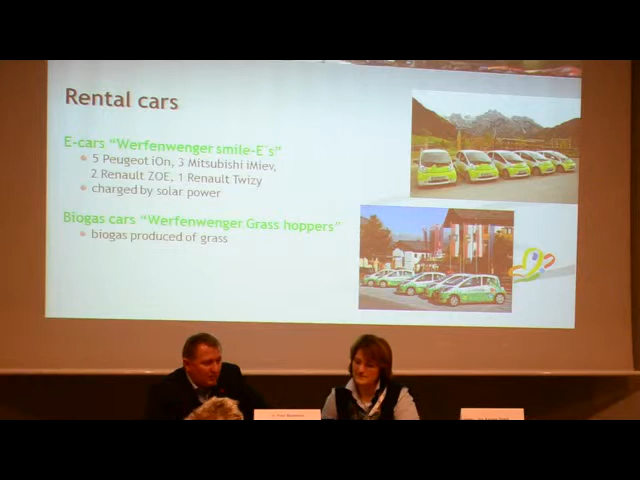 Rental cars
E-cars "Werfenwenger smile-E´s"
5 Peugeot iOn, 3 Mitsubishi iMiev,
2 Renault ZOE, 1 Renault Twizy
charged by solar power
Biogas cars "Werfenwenger Grass hoppers"
biogas produced of grass